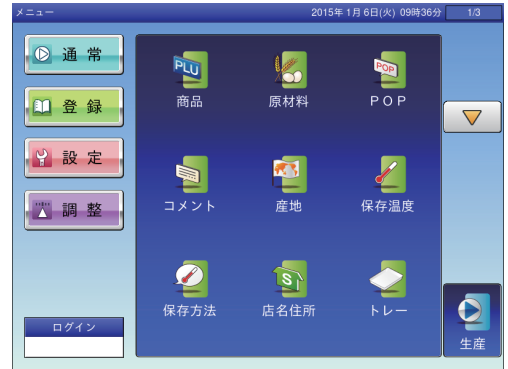 メニュー
2015年 1月 6日(火) 09時36分
1/3
通常
登録
設定
調整
PLU
商品
原材料
POP
POP
コメント
産地
保存温度
保存方法
S
店名住所
トレー
ログイン
生産